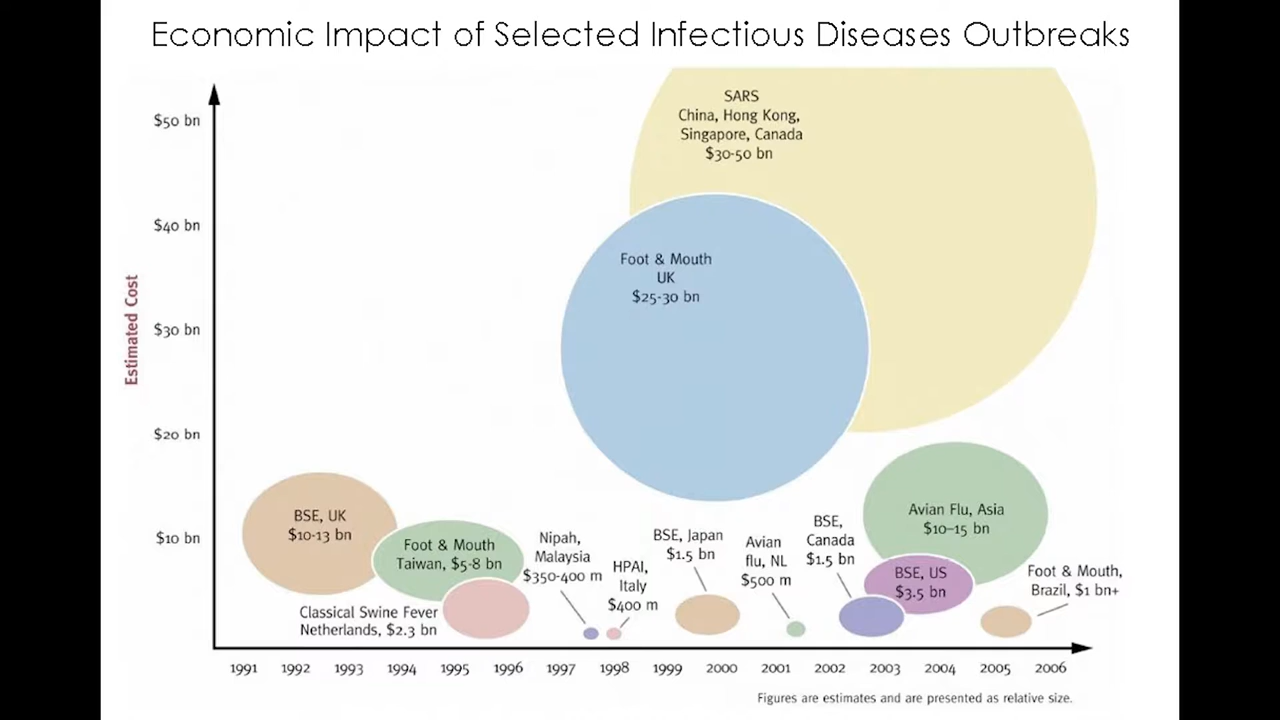 Economic Impact of Selected Infectious Diseases Outbreaks
Estimated Cost
$50 bn
$40 bn
$30 bn
$20 bn
$10 bn
SARS
China, Hong Kong,
Singapore, Canada
$30-50 bn
Foot & Mouth
UK
$25-30 bn
BSE, UK
$10-13 bn
Foot & Mouth
Taiwan, $5-8 bn
Classical Swine Fever
Netherlands, $2.3 bn
Nipah,
Malaysia
$350-400 m
HPAI,
Italy
$400 m
BSE, Japan
$1.5 bn
Avian
flu, NL
$500 m
BSE,
Canada
$1.5 bn
Avian Flu, Asia
$10–15 bn
BSE, US
$3.5 bn
Foot & Mouth,
Brazil, $1 bn+
1991 1992 1993 1994 1995 1996 1997 1998 1999 2000 2001 2002 2003 2004 2005 2006
Figures are estimates and are presented as relative size.